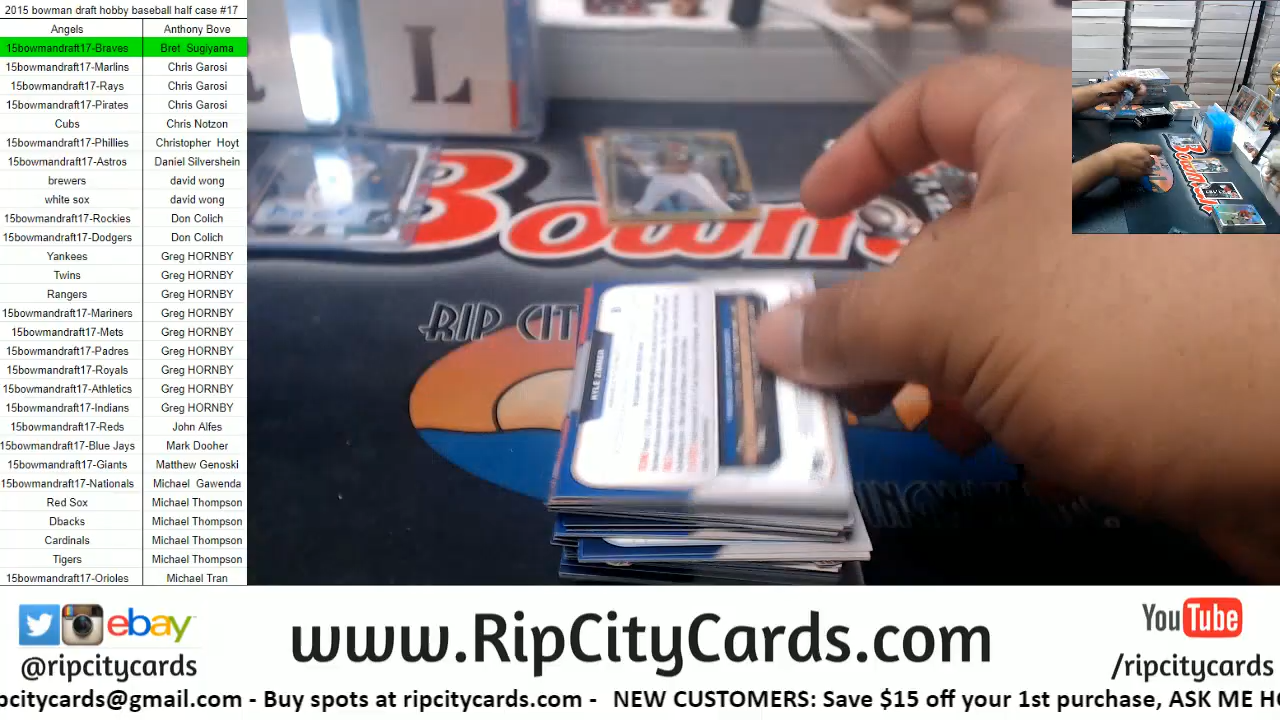 2015 bowman draft hobby baseball half case #17
Angels Anthony Bove
15bowmandraft17-Braves Bret Sugiyama
15bowmandraft17-Marlins Chris Garosi
15bowmandraft17-Rays Chris Garosi
15bowmandraft17-Pirates Chris Garosi
Cubs Chris Notzon
15bowmandraft17-Phillies Christopher Hoyt
15bowmandraft17-Astros Daniel Silvershein
brewers david wong
white sox david wong
15bowmandraft17-Rockies Don Colich
15bowmandraft17-Dodgers Don Colich
Yankees Greg HORNBY
Twins Greg HORNBY
Rangers Greg HORNBY
15bowmandraft17-Mariners Greg HORNBY
15bowmandraft17-Mets Greg HORNBY
15bowmandraft17-Padres Greg HORNBY
15bowmandraft17-Royals Greg HORNBY
15bowmandraft17-Athletics Greg HORNBY
15bowmandraft17-Indians Greg HORNBY
15bowmandraft17-Reds John Alfes
15bowmandraft17-Blue Jays Mark Dooher
15bowmandraft17-Giants Matthew Genoski
15bowmandraft17-Nationals Michael Gawenda
Red Sox Michael Thompson
Dbacks Michael Thompson
Cardinals Michael Thompson
Tigers Michael Thompson
15bowmandraft17-Orioles Michael Tran
L
Bowm
RIP CIT
KYLE ZIMMER
ebay
@ripcitycards
www.RipCityCards.com
YouTube
/ripcitycards
pcitycards@gmail.com - Buy spots at ripcitycards.com - NEW CUSTOMERS: Save $15 off your 1st purchase, ASK ME HO